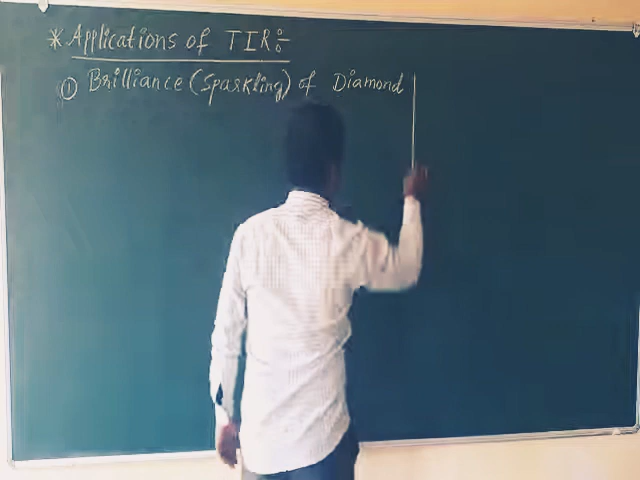 * Applications of TIR÷
① Brilliance (Sparkling) of Diamond